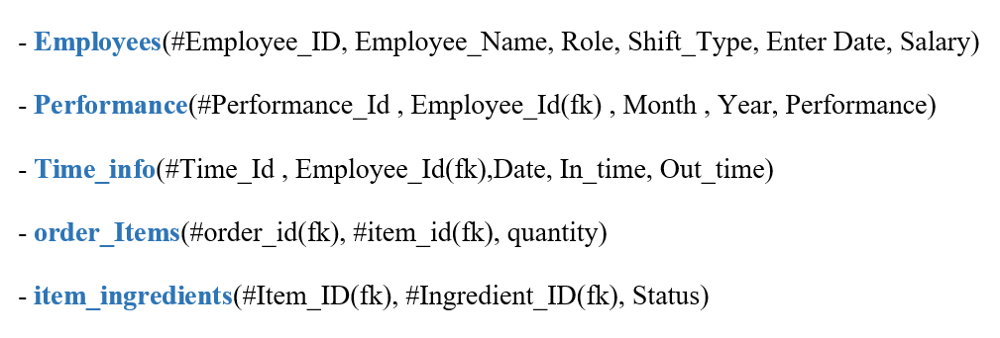 - Employees(#Employee_ID, Employee_Name, Role, Shift_Type, Enter Date, Salary)
- Performance(#Performance_Id , Employee_Id(fk) , Month , Year, Performance)
- Time_info(#Time_Id , Employee_Id(fk),Date, In_time, Out_time)
- order_Items(#order_id(fk), #item_id(fk), quantity)
- item_ingredients(#Item_ID(fk), #Ingredient_ID(fk), Status)